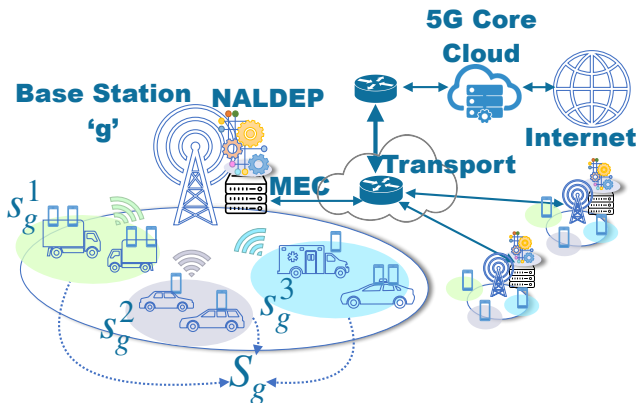 5G Core
Cloud
Base Station
‘g’
NALDEP
Internet
MEC
Transport
s_g^1
s_g^2
s_g^3
S_g